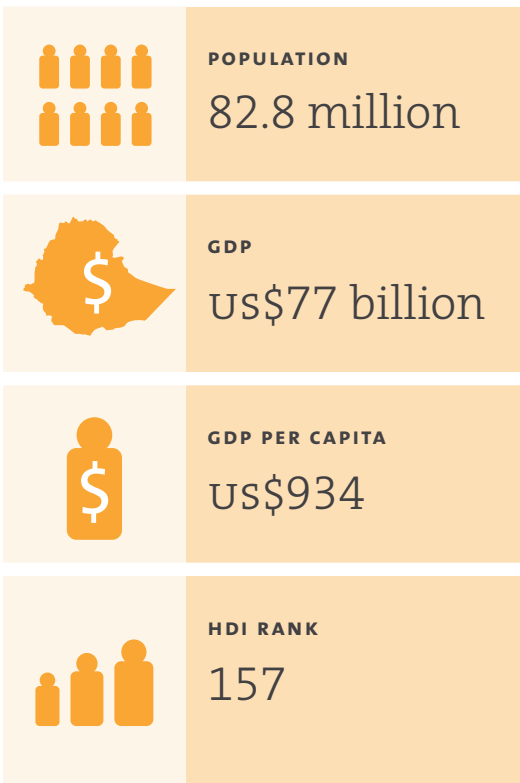 POPULATION
82.8 million
$
GDP
US$77 billion
$
GDP PER CAPITA
US$934
HDI RANK
157